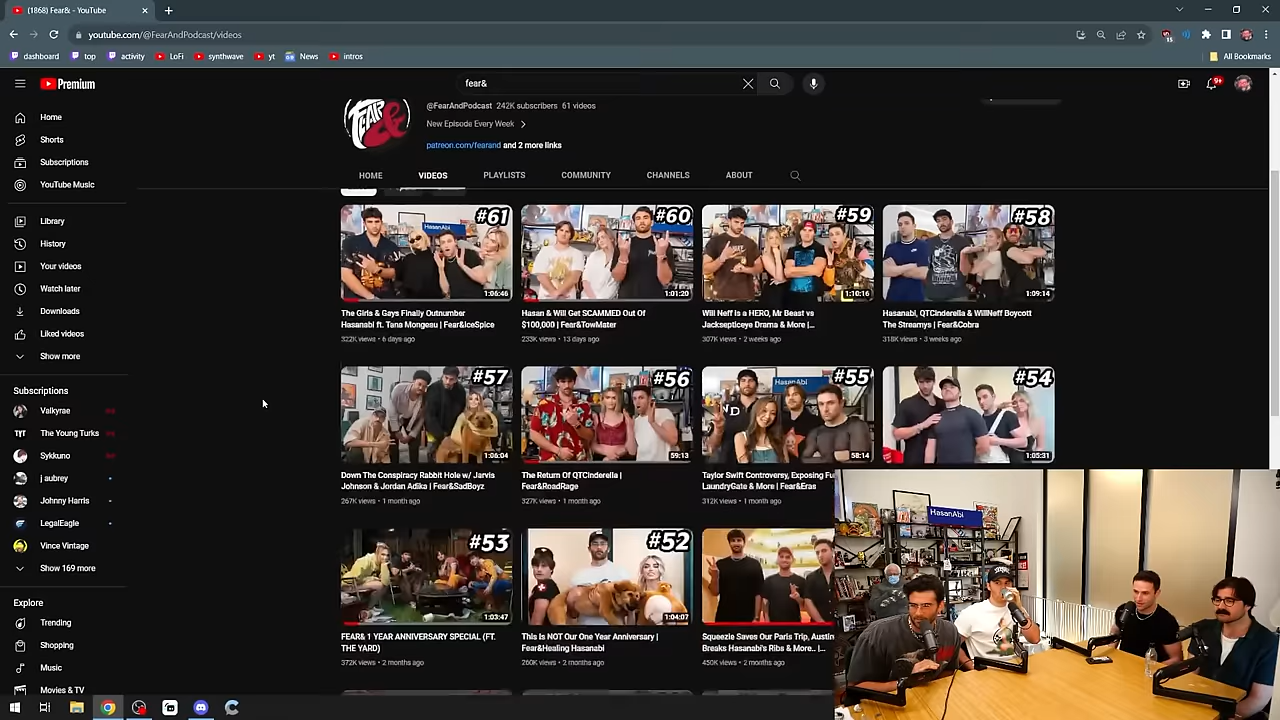 (1868) Fear& - YouTube
youtube.com/@FearAndPodcast/videos
dashboard top activity LoFi synthwave yt News intros All Bookmarks
Premium
fear&
9+
FEAR&
@FearAndPodcast 242K subscribers 61 videos
New Episode Every Week
patreon.com/fearand and 2 more links
HOME VIDEOS PLAYLISTS COMMUNITY CHANNELS ABOUT
Home
Shorts
Subscriptions
YouTube Music
Library
History
Your videos
Watch later
Downloads
Liked videos
Show more
Subscriptions
Valkyrae
The Young Turks
Sykkuno
j aubrey
Johnny Harris
LegalEagle
Vince Vintage
Show 169 more
Explore
Trending
Shopping
Music
Movies & TV
#61
HasanAbi
1:06:46
The Girls & Gays Finally Outnumber
Hasanabi ft. Tana Mongeau | Fear&IceSpice
322K views • 6 days ago
#60
1:01:20
Hasan & Will Get SCAMMED Out Of
$100,000 | Fear&TowMater
233K views • 13 days ago
#59
1:10:16
Will Neff Is a HERO, Mr Beast vs
Jacksepticeye Drama & More |...
307K views • 2 weeks ago
#58
1:09:14
Hasanabi, QTCinderella & WillNeff Boycott
The Streamys | Fear&Cobra
318K views • 3 weeks ago
#57
1:06:04
Down The Conspiracy Rabbit Hole w/ Jarvis
Johnson & Jordan Adika | Fear&SadBoyz
267K views • 1 month ago
#56
59:13
The Return Of QTCinderella |
Fear&RoadRage
327K views • 1 month ago
#55
HasanAbi
58:14
Taylor Swift Controversy, Exposing Fu
LaundryGate & More | Fear&Eras
312K views • 1 month ago
#54
1:05:31
#53
1:03:47
FEAR& 1 YEAR ANNIVERSARY SPECIAL (FT.
THE YARD)
372K views • 2 months ago
#52
1:04:07
This Is NOT Our One Year Anniversary |
Fear&Healing Hasanabi
260K views • 2 months ago
Squeezie Saves Our Paris Trip, Austin
Breaks Hasanabi's Ribs & More.. |...
450K views • 2 months ago
HasanAbi